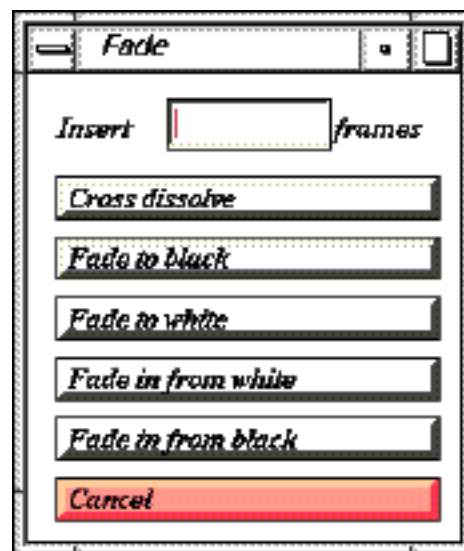 Fade
Insert frames
Cross dissolve
Fade to black
Fade to white
Fade in from white
Fade in from black
Cancel